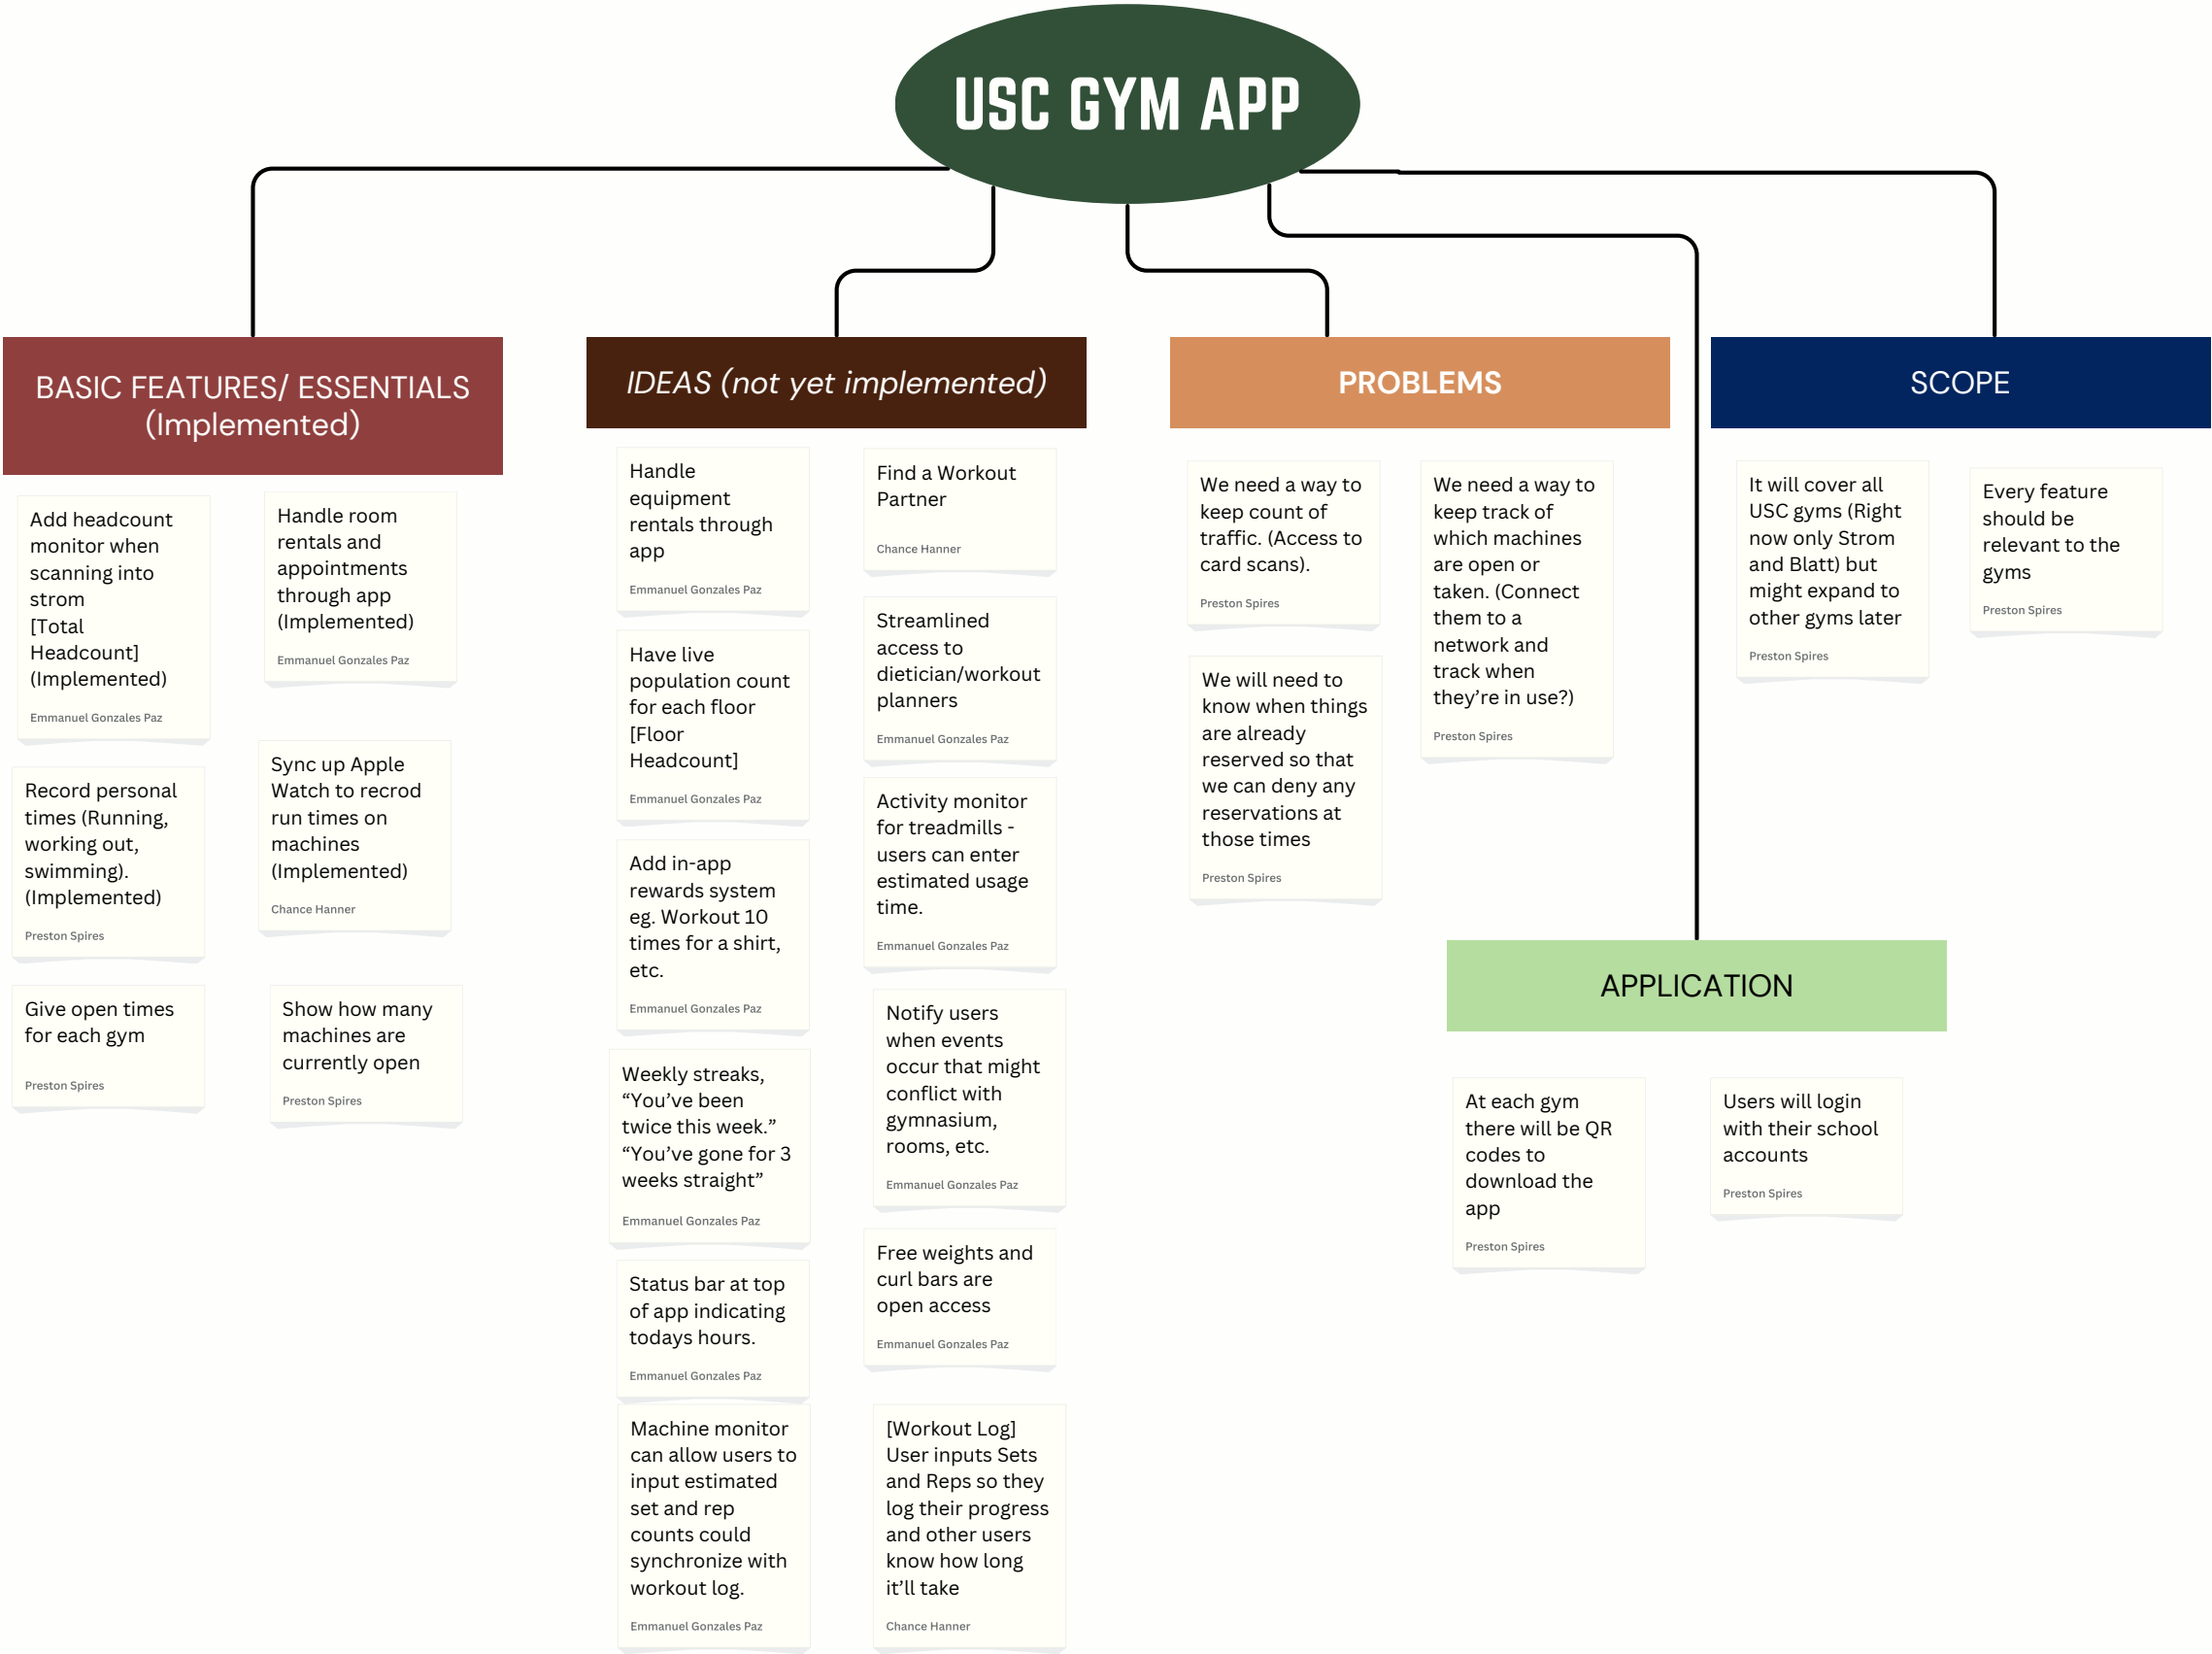 USC GYM APP
BASIC FEATURES/ ESSENTIALS
(Implemented)
Add headcount
monitor when
scanning into
strom
[Total
Headcount]
(Implemented)
Emmanuel Gonzales Paz
Handle room
rentals and
appointments
through app
(Implemented)
Emmanuel Gonzales Paz
Record personal
times (Running,
working out,
swimming).
(Implemented)
Preston Spires
Sync up Apple
Watch to recrod
run times on
machines
(Implemented)
Chance Hanner
Give open times
for each gym
Preston Spires
Show how many
machines are
currently open
Preston Spires
IDEAS (not yet implemented)
Handle
equipment
rentals through
app
Emmanuel Gonzales Paz
Find a Workout
Partner
Chance Hanner
Have live
population count
for each floor
[Floor
Headcount]
Emmanuel Gonzales Paz
Streamlined
access to
dietician/workout
planners
Emmanuel Gonzales Paz
Add in-app
rewards system
eg. Workout 10
times for a shirt,
etc.
Emmanuel Gonzales Paz
Activity monitor
for treadmills -
users can enter
estimated usage
time.
Emmanuel Gonzales Paz
Weekly streaks,
“You’ve been
twice this week.”
“You’ve gone for 3
weeks straight”
Emmanuel Gonzales Paz
Notify users
when events
occur that might
conflict with
gymnasium,
rooms, etc.
Emmanuel Gonzales Paz
Status bar at top
of app indicating
todays hours.
Emmanuel Gonzales Paz
Free weights and
curl bars are
open access
Emmanuel Gonzales Paz
Machine monitor
can allow users to
input estimated
set and rep
counts could
synchronize with
workout log.
Emmanuel Gonzales Paz
[Workout Log]
User inputs Sets
and Reps so they
log their progress
and other users
know how long
it’ll take
Chance Hanner
PROBLEMS
We need a way to
keep count of
traffic. (Access to
card scans).
Preston Spires
We need a way to
keep track of
which machines
are open or
taken. (Connect
them to a
network and
track when
they’re in use?)
Preston Spires
We will need to
know when things
are already
reserved so that
we can deny any
reservations at
those times
Preston Spires
SCOPE
It will cover all
USC gyms (Right
now only Strom
and Blatt) but
might expand to
other gyms later
Preston Spires
Every feature
should be
relevant to the
gyms
Preston Spires
APPLICATION
At each gym
there will be QR
codes to
download the
app
Preston Spires
Users will login
with their school
accounts
Preston Spires